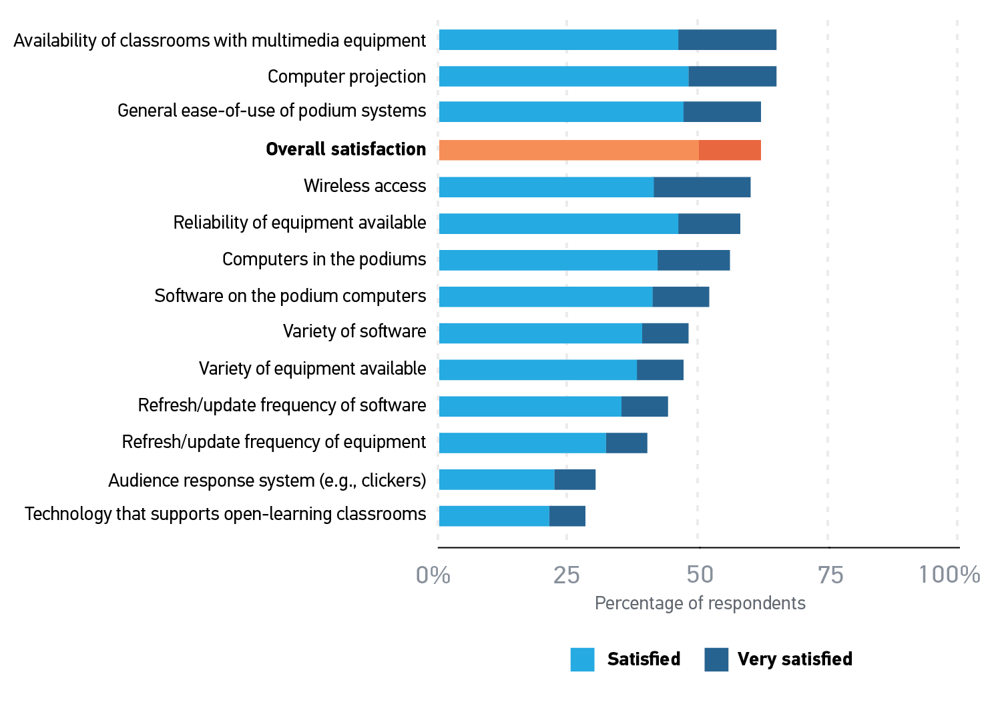 Availability of classrooms with multimedia equipment
Computer projection
General ease-of-use of podium systems
Overall satisfaction
Wireless access
Reliability of equipment available
Computers in the podiums
Software on the podium computers
Variety of software
Variety of equipment available
Refresh/update frequency of software
Refresh/update frequency of equipment
Audience response system (e.g., clickers)
Technology that supports open-learning classrooms
0% 25 50 75 100%
Percentage of respondents
Satisfied Very satisfied